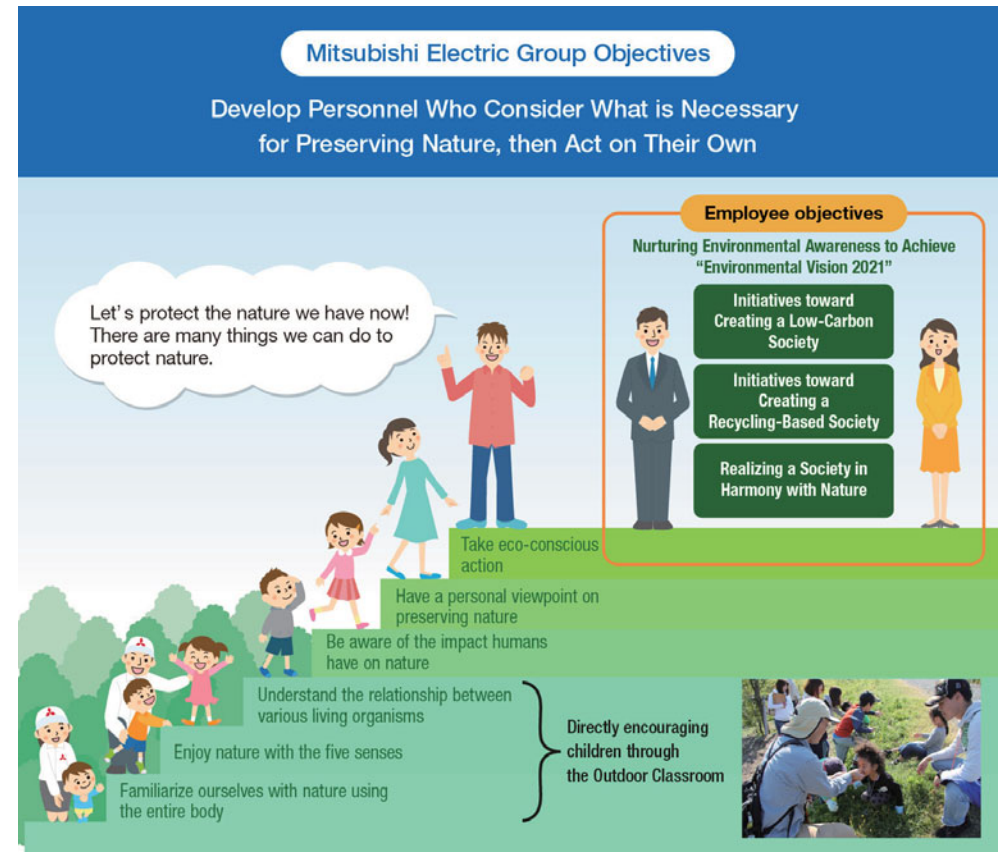 Mitsubishi Electric Group Objectives
Develop Personnel Who Consider What is Necessary
for Preserving Nature, then Act on Their Own
Employee objectives
Nurturing Environmental Awareness to Achieve
“Environmental Vision 2021”
Initiatives toward
Creating a Low-Carbon
Society
Initiatives toward
Creating a
Recycling-Based Society
Realizing a Society in
Harmony with Nature
Let's protect the nature we have now!
There are many things we can do to
protect nature.
Take eco-conscious
action
Have a personal viewpoint on
preserving nature
Be aware of the impact humans
have on nature
Understand the relationship between
various living organisms
Enjoy nature with the five senses
Familiarize ourselves with nature using
the entire body
Directly encouraging
children through
the Outdoor Classroom